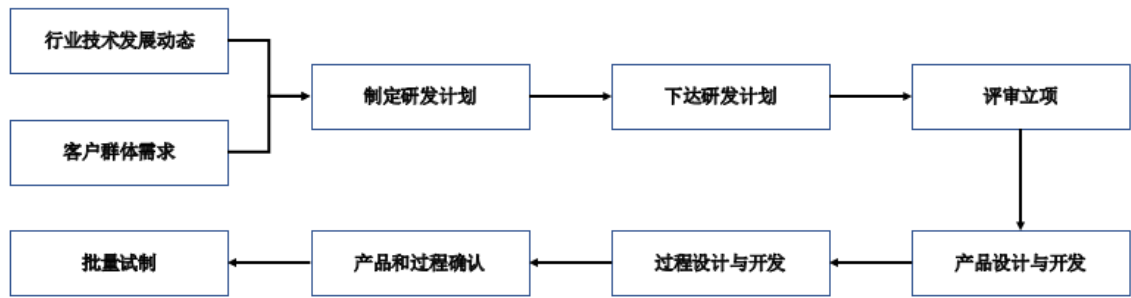 行业技术发展动态
客户群体需求
制定研发计划
下达研发计划
评审立项
产品设计与开发
过程设计与开发
产品和过程确认
批量试制